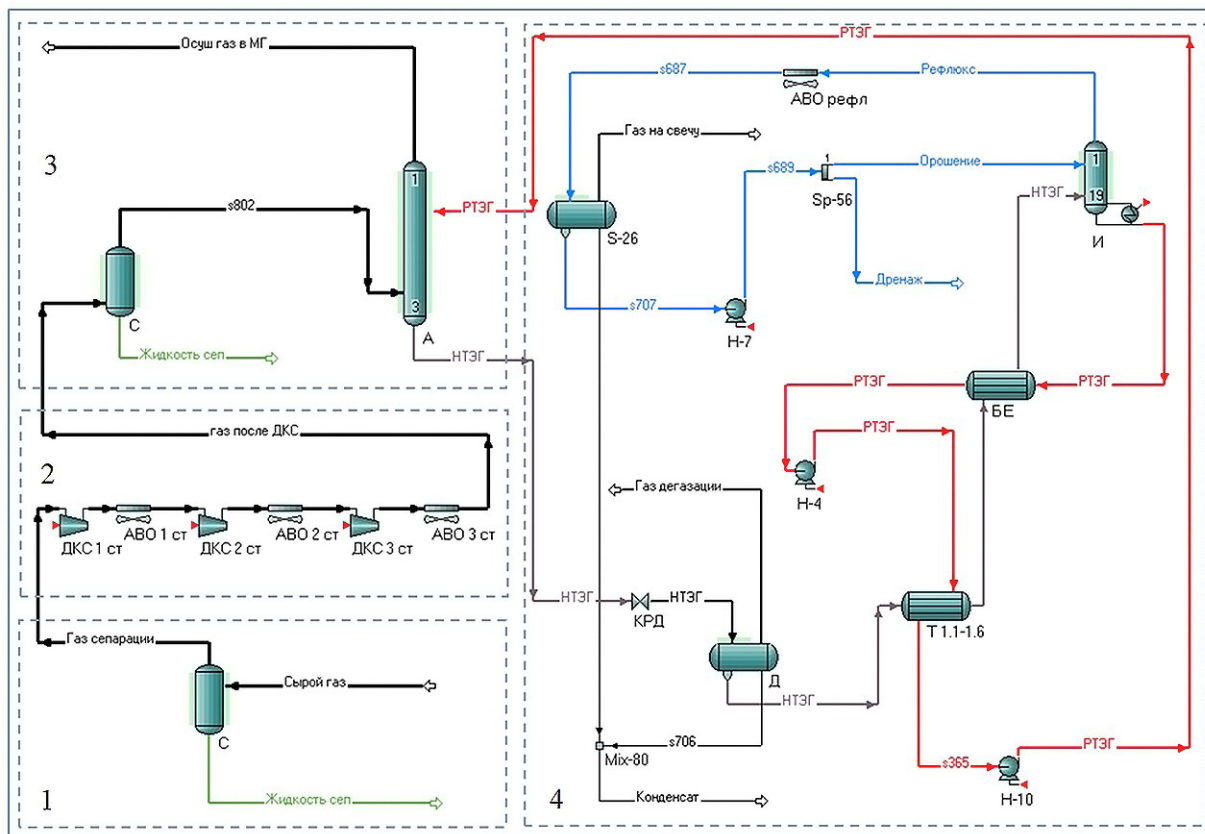 Осуш газ в МГ
РТЭГ
s687
Рефлюкс
АВО рефл
Газ на свечу
3
1
1
s689
1
Орошение
НТЭГ
s802
РТЭГ
Sp-56
19
S-26
И
Дренаж
3
s707
С
А
Н-7
Жидкость сеп
НТЭГ
РТЭГ
РТЭГ
БЕ
газ после ДКС
РТЭГ
2
Газ дегазации
Н-4
АВО 1 ст
АВО 2 ст
АВО 3 ст
ДКС 1 ст
ДКС 2 ст
ДКС 3 ст
НТЭГ
НТЭГ
КРД
Т 1.1-1.6
Газ сепарации
Сырой газ
Д
НТЭГ
С
s706
РТЭГ
Mix-80
s365
1
Жидкость сеп
4
Конденсат
Н-10